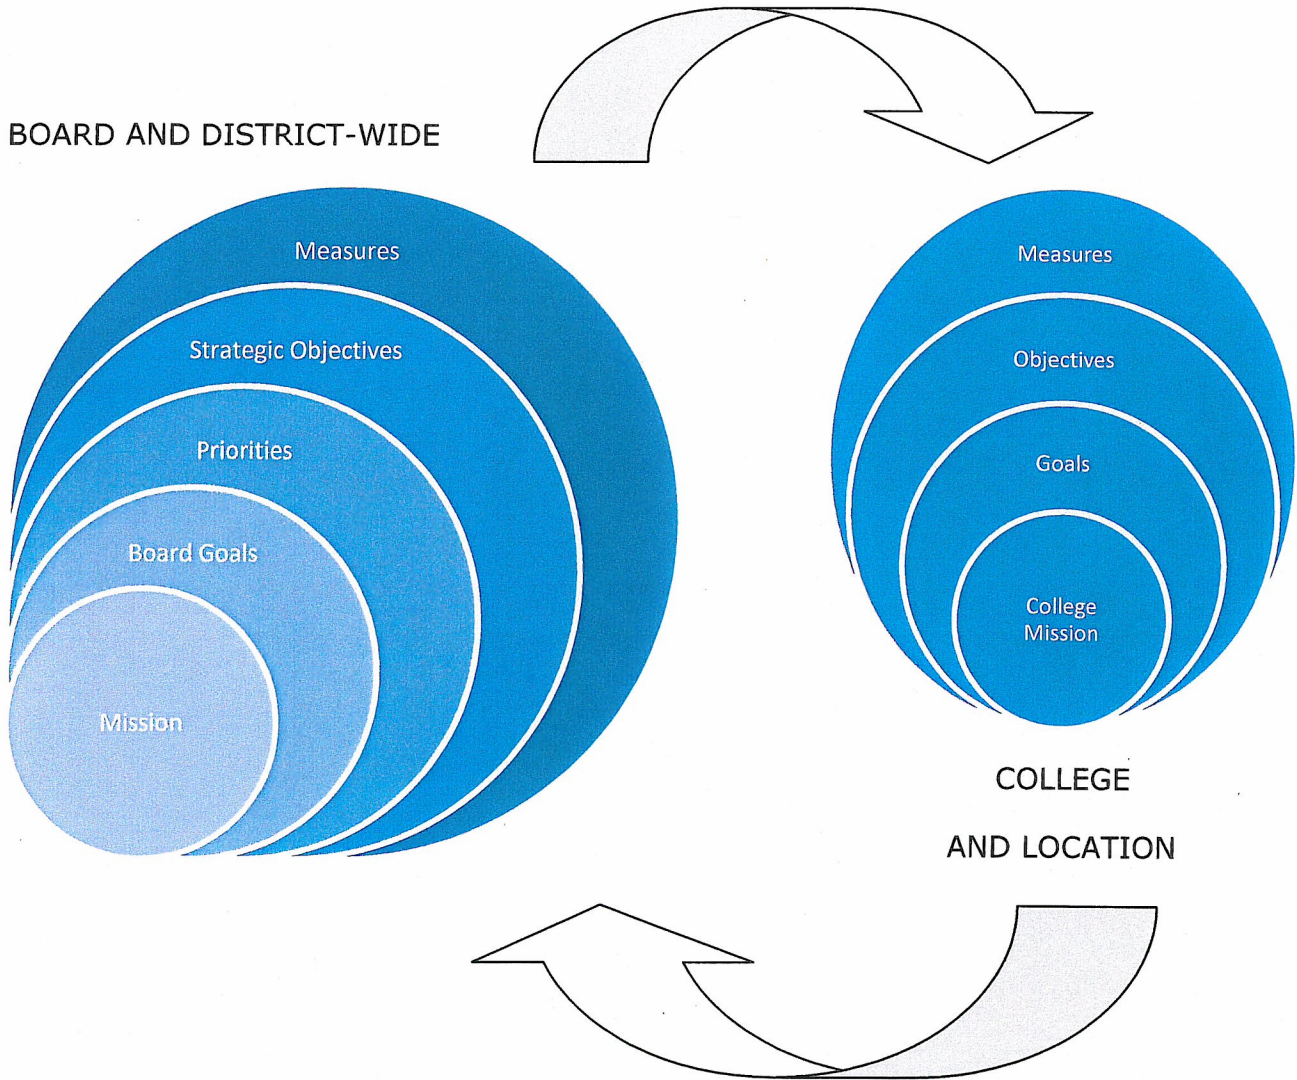 BOARD AND DISTRICT-WIDE
Measures
Strategic Objectives
Priorities
Board Goals
Mission
Measures
Objectives
Goals
College
Mission
COLLEGE
AND LOCATION